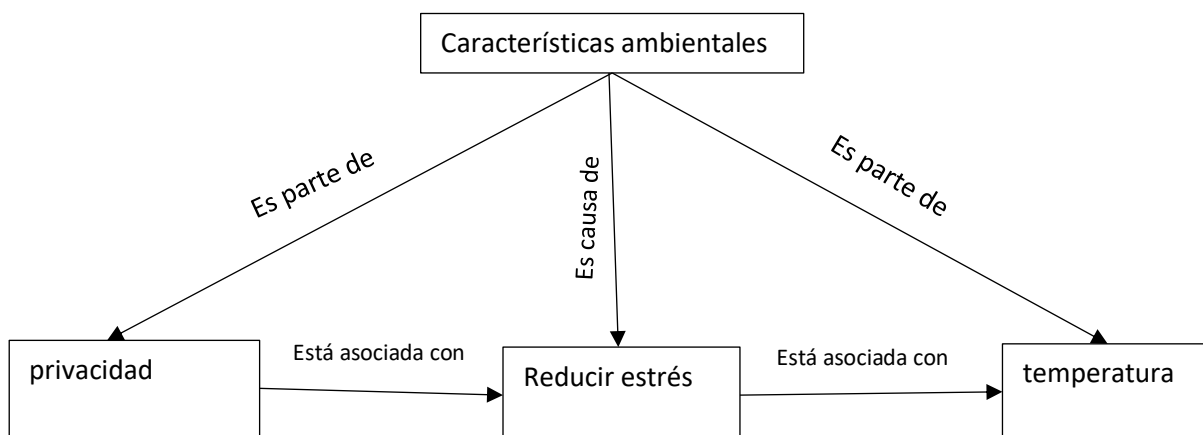 Características ambientales
Es parte de
Es causa de
Es parte de
privacidad
Está asociada con
Reducir estrés
Está asociada con
temperatura